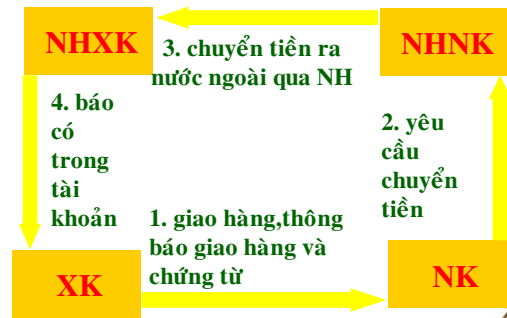 NHXK
3. chuyển tiền ra
nước ngoài qua NH
NHNK
4. báo
có
trong
tài
khoản
2. yêu
cầu
chuyển
tiền
1. giao hàng,thông
báo giao hàng và
chứng từ
XK
NK